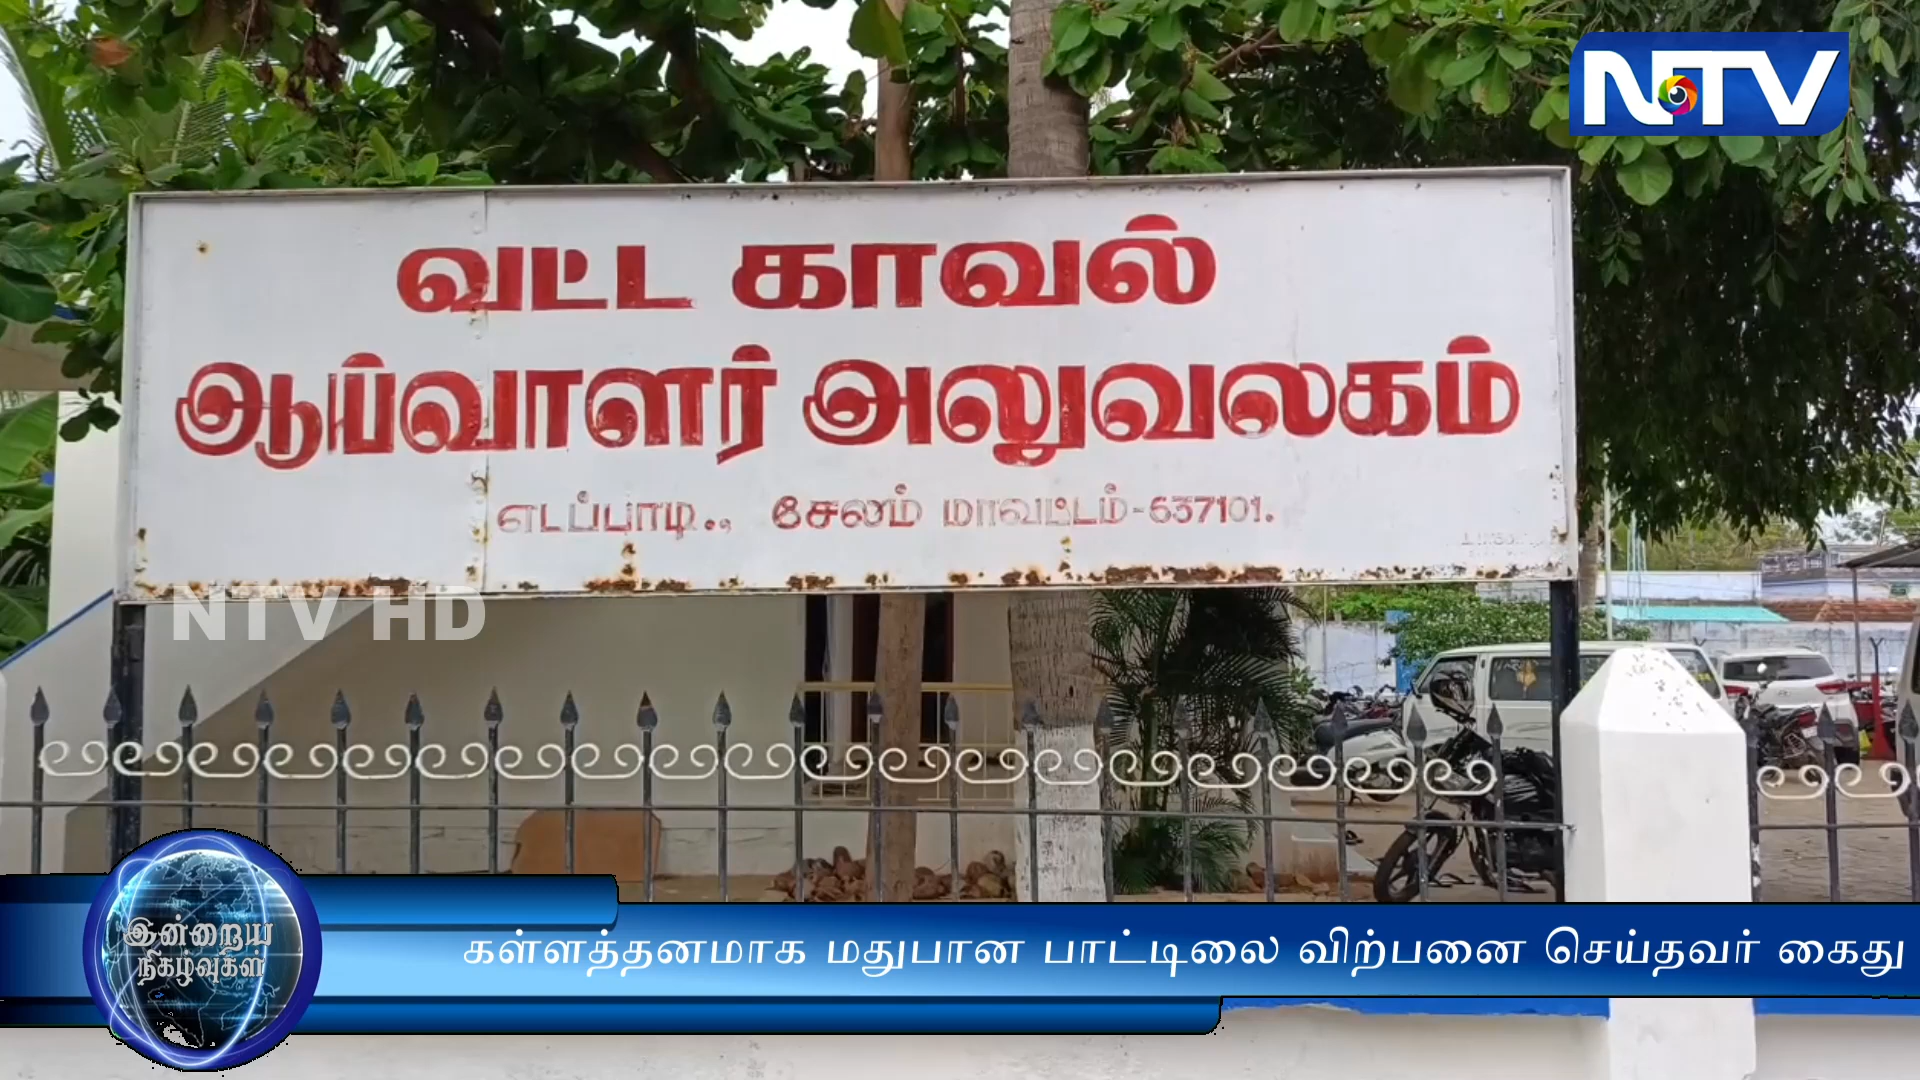 NTV
வட்ட காவல்
ஆய்வாளர் அலுவலகம்
எடப்பாடி., சேலம் மாவட்டம்-637101.
NTV HD
இன்றைய
நிகழ்வுகள்
கள்ளத்தனமாக மதுபான பாட்டிலை விற்பனை செய்தவர் கைது